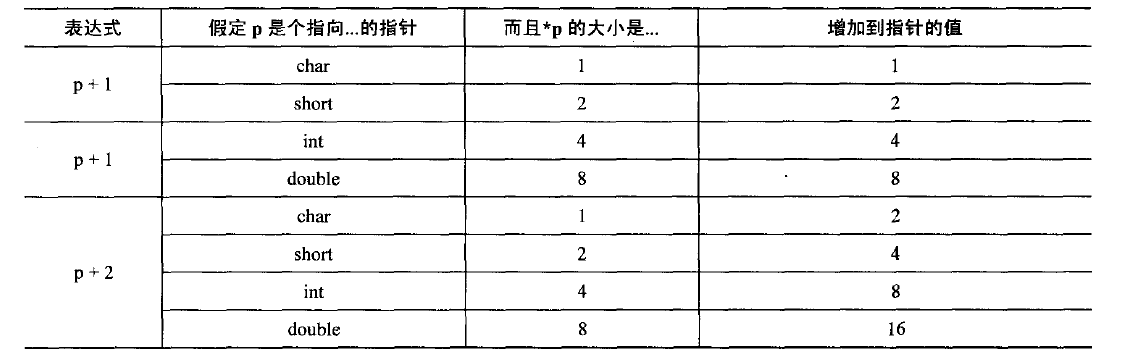 表达式 假定 p 是个指向...的指针 而且*p 的大小是... 增加到指针的值
p + 1 char 1 1
short 2 2
p + 1 int 4 4
double 8 8
p + 2 char 1 2
short 2 4
int 4 8
double 8 16